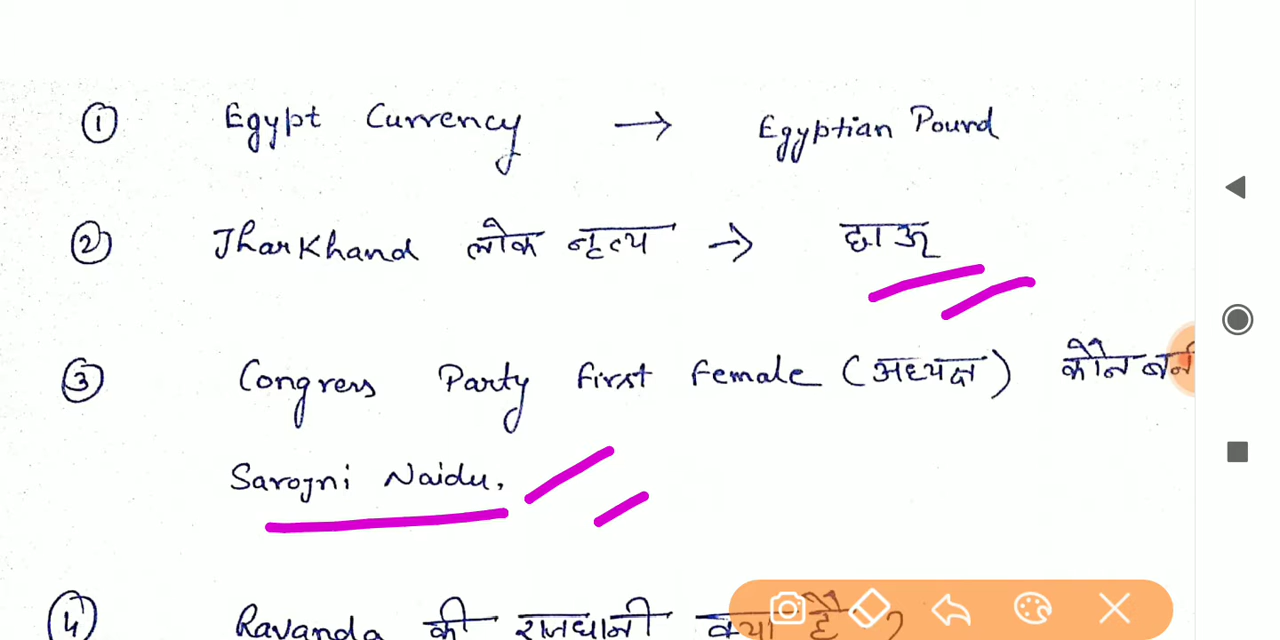 ① Egypt Currency → Egyptian Pound
② Jharkhand लोक नृत्य → छाऊ
③ Congress Party first female (अध्यक्ष) कौन बनी
Sarojni Naidu,
④ Ravanda की राजधानी क्या है ?